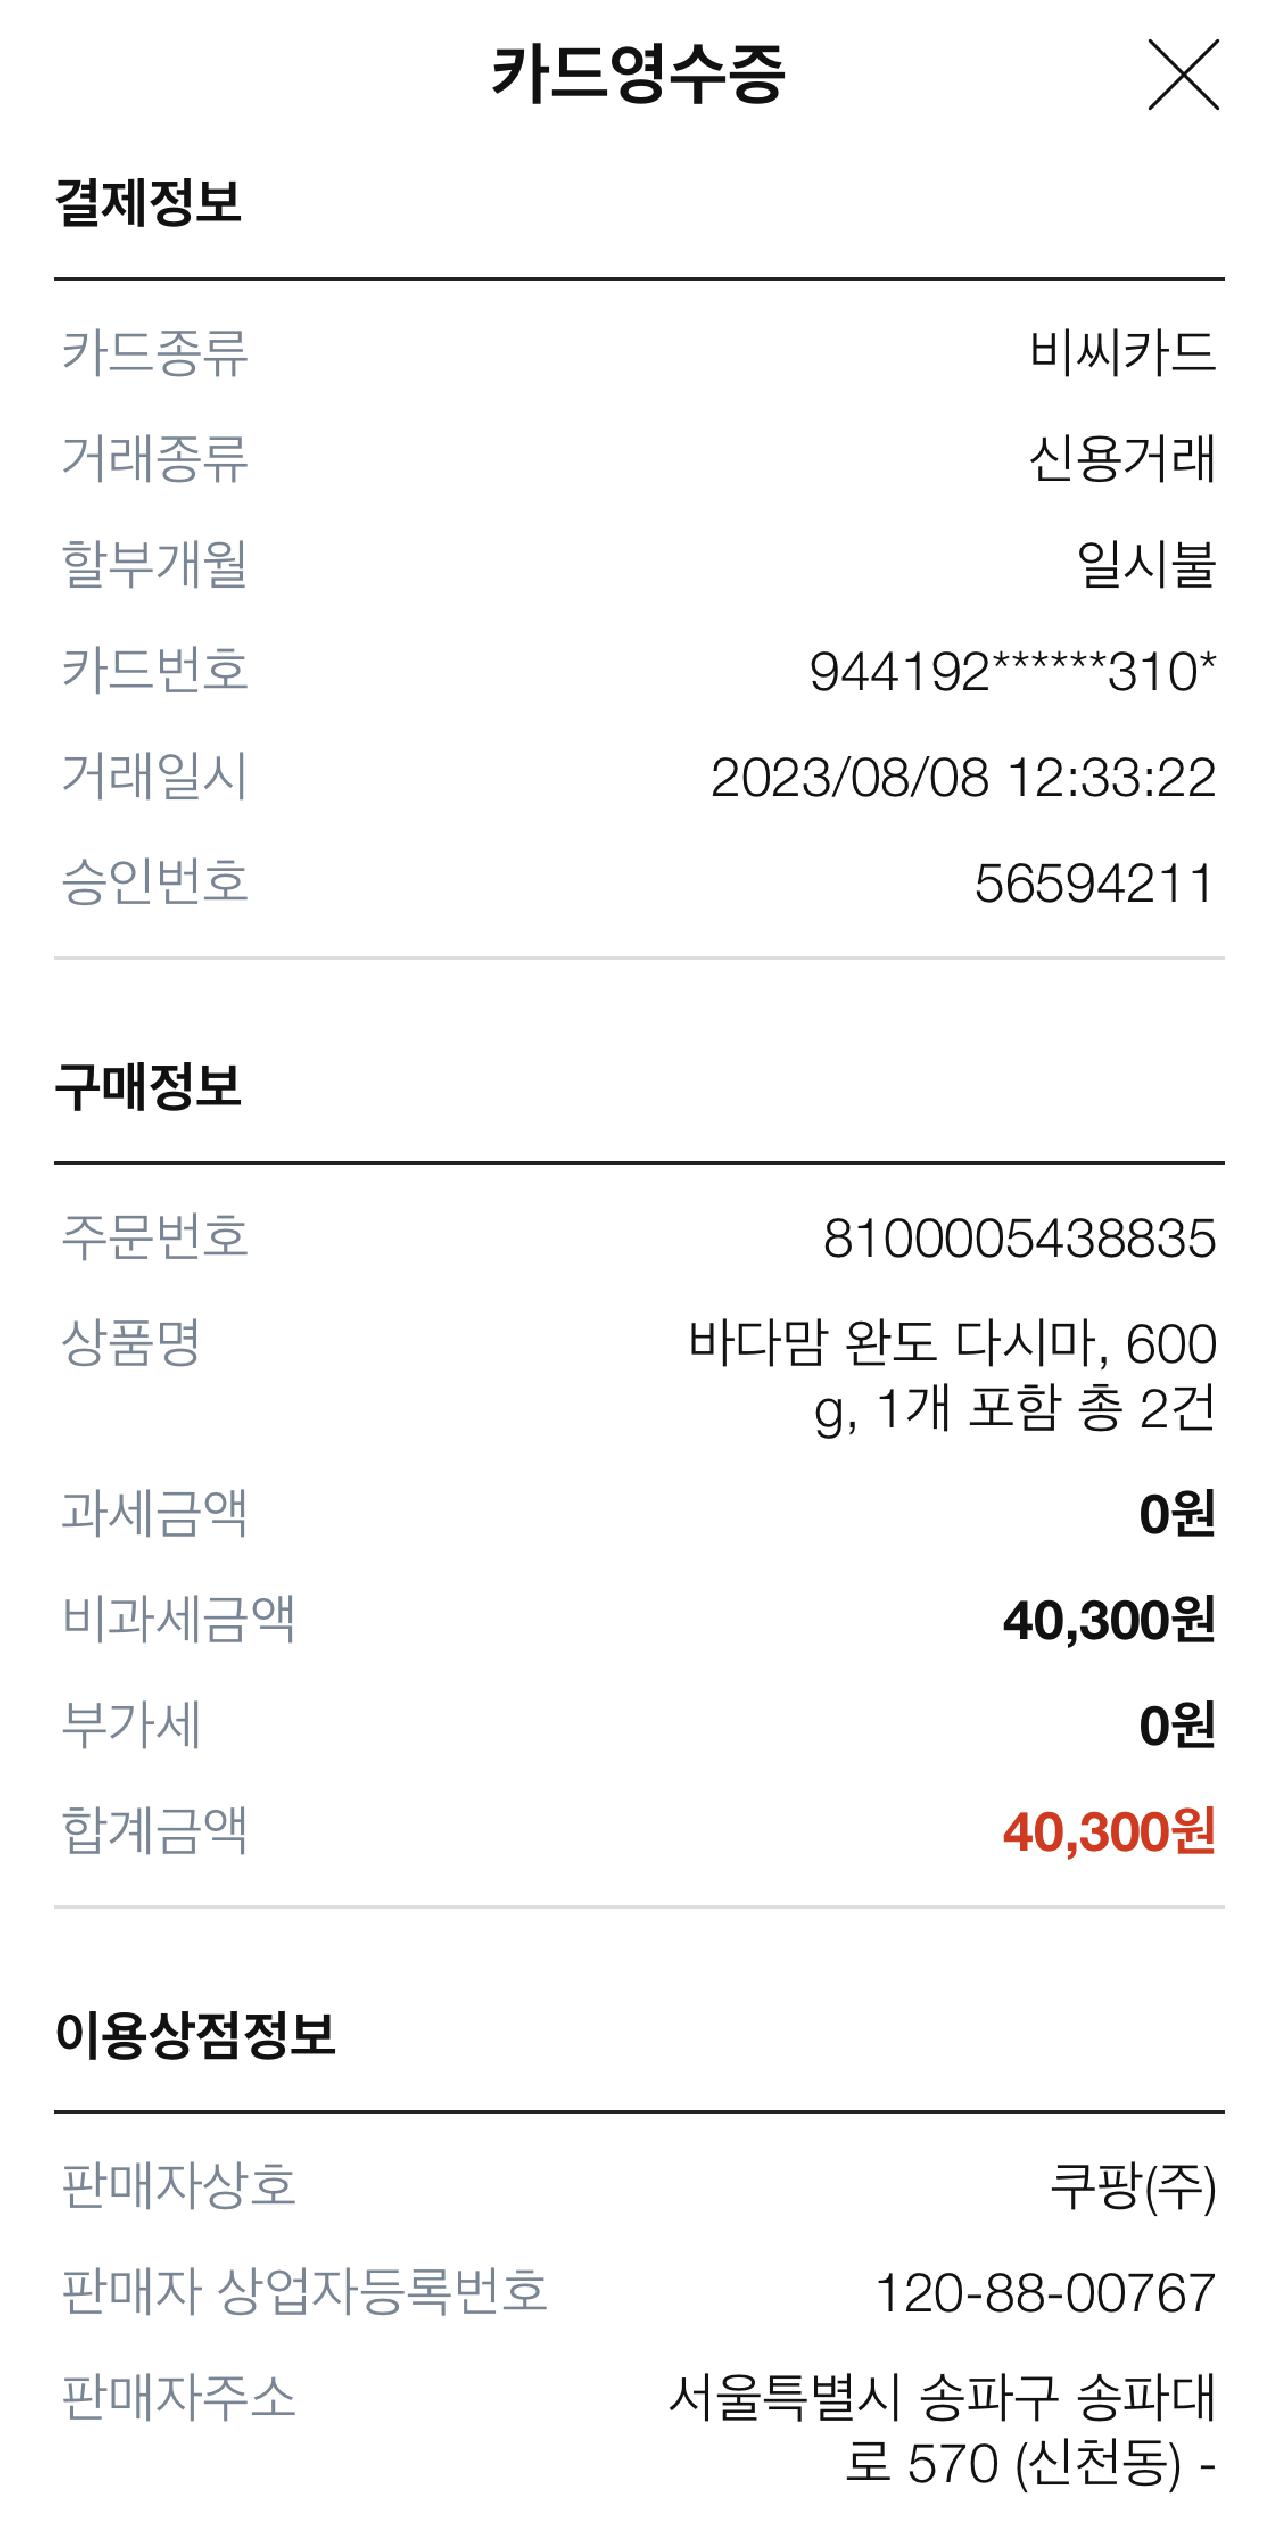 카드영수증
결제정보
카드종류 비씨카드
거래종류 신용거래
할부개월 일시불
카드번호 944192******310*
거래일시 2023/08/08 12:33:22
승인번호 56594211
구매정보
주문번호 8100005438835
상품명 바다맘 완도 다시마, 600
g, 1개 포함 총 2건
과세금액 0원
비과세금액 40,300원
부가세 0원
합계금액 40,300원
이용상점정보
판매자상호 쿠팡(주)
판매자 상업자등록번호 120-88-00767
판매자주소 서울특별시 송파구 송파대
로 570 (신천동) -